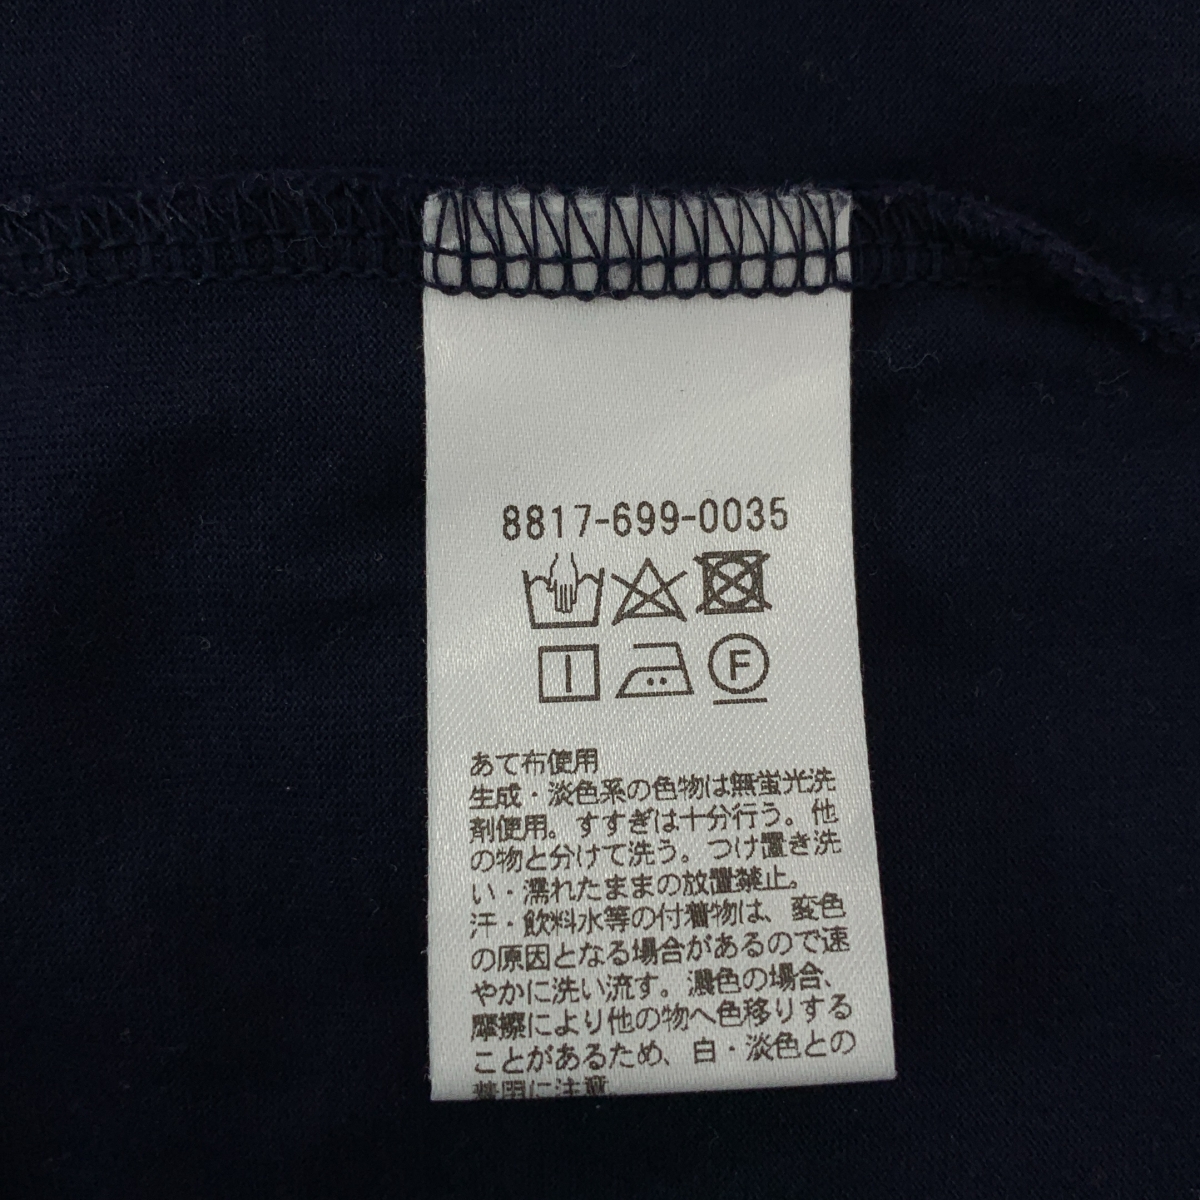 8817-699-0035
F
あて布使用
生成・淡色系の色物は無蛍光洗
剤使用。すすぎは十分行う。他
の物と分けて洗う。つけ置き洗
い・濡れたままの放置禁止。
汗・飲料水等の付着物は、変色
の原因となる場合があるので速
やかに洗い流す。濃色の場合、
摩擦により他の物へ色移りする
ことがあるため、白・淡色との
着用に注意。